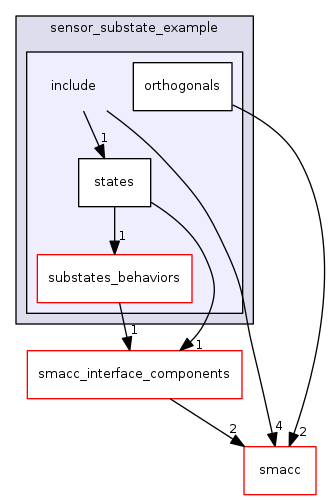 sensor_substate_example
include
orthogonals
1
states
1
substates_behaviors
1
1
smacc_interface_components
2
4
2
smacc